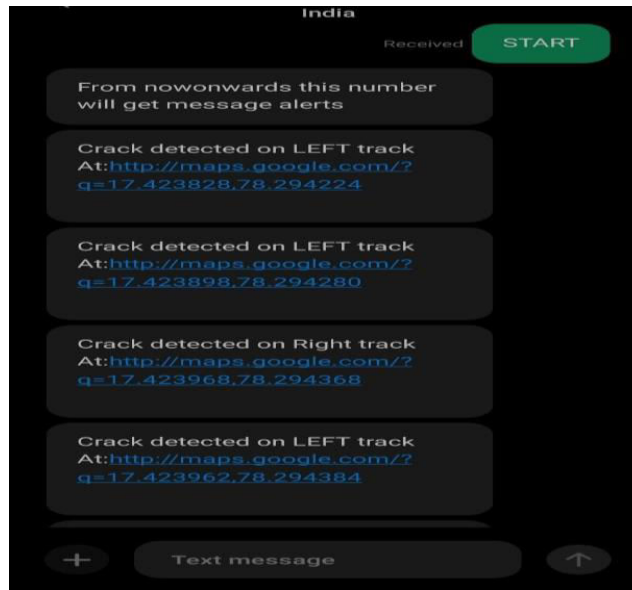 India
Received
START
From nowonwards this number
will get message alerts
Crack detected on LEFT track
At:http://maps.google.com/?
q=17.423828,78.294224
Crack detected on LEFT track
At:http://maps.google.com/?
q=17.423898,78.294280
Crack detected on Right track
At:http://maps.google.com/?
q=17.423968,78.294368
Crack detected on LEFT track
At:http://maps.google.com/?
q=17.423962,78.294384
Text message